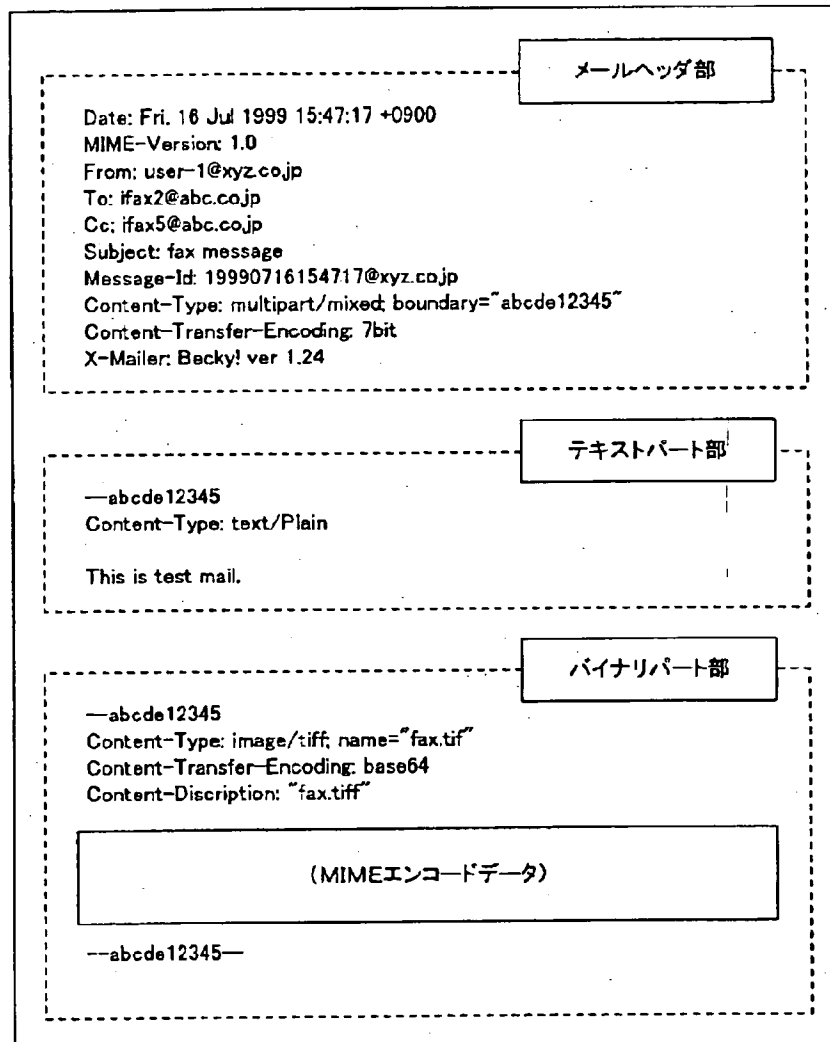 メールヘッダ部
Date: Fri. 16 Jul 1999 15:47:17 +0900
MIME-Version: 1.0
From: user-1@xyz.co.jp
To: ifax2@abc.co.jp
Cc: ifax5@abc.co.jp
Subject: fax message
Message-Id: 19990716154717@xyz.co.jp
Content-Type: multipart/mixed; boundary="abcde12345"
Content-Transfer-Encoding: 7bit
X-Mailer: Becky! ver 1.24
テキストパート部
—abcde12345
Content-Type: text/Plain
This is test mail.
バイナリパート部
—abcde12345
Content-Type: image/tiff; name="fax.tif"
Content-Transfer-Encoding: base64
Content-Discription: "fax.tiff"
(MIMEエンコードデータ)
--abcde12345—